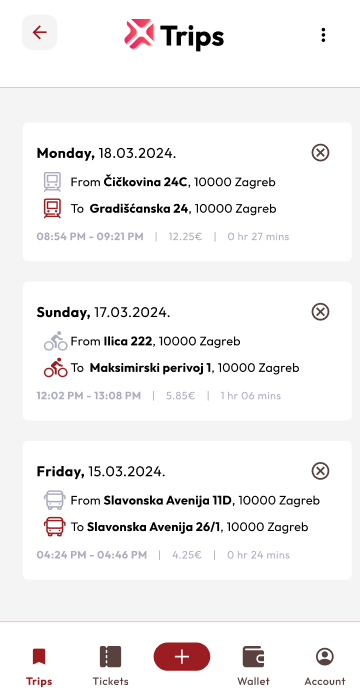 Trips
Monday, 18.03.2024.
From Čičkovina 24C, 10000 Zagreb
To Gradišćanska 24, 10000 Zagreb
08:54 PM - 09:21 PM | 12.25€ | 0 hr 27 mins
Sunday, 17.03.2024.
From Ilica 222, 10000 Zagreb
To Maksimirski perivoj 1, 10000 Zagreb
12:02 PM - 13:08 PM | 5.85€ | 1 hr 06 mins
Friday, 15.03.2024.
From Slavonska Avenija 11D, 10000 Zagreb
To Slavonska Avenija 26/1, 10000 Zagreb
04:24 PM - 04:46 PM | 4.25€ | 0 hr 24 mins
Trips Tickets Wallet Account